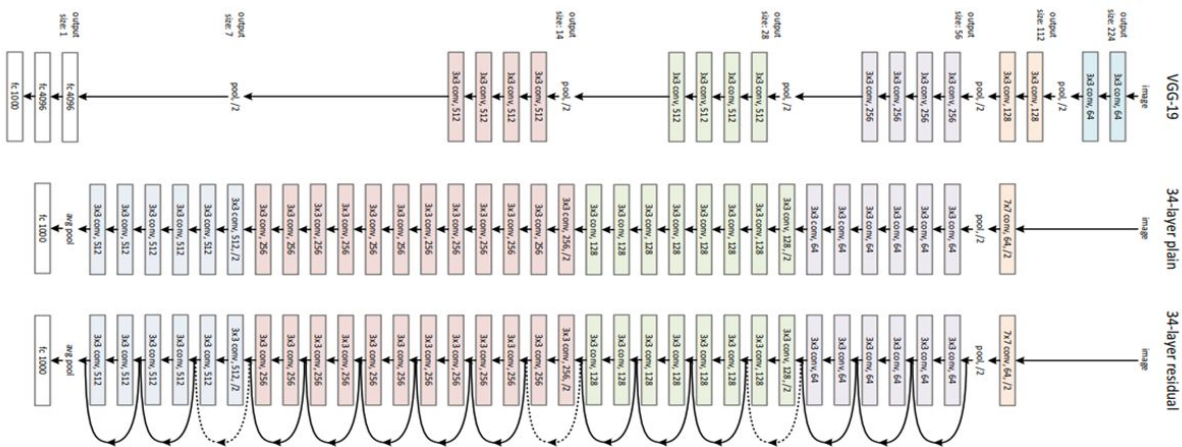 output
size: 224
output
size: 112
output
size: 56
output
size: 28
output
size: 14
output
size: 7
output
size: 1
VGG-19
image
3x3 conv, 64
3x3 conv, 64
pool, /2
3x3 conv, 128
3x3 conv, 128
pool, /2
3x3 conv, 256
3x3 conv, 256
3x3 conv, 256
3x3 conv, 256
pool, /2
3x3 conv, 512
3x3 conv, 512
3x3 conv, 512
3x3 conv, 512
pool, /2
3x3 conv, 512
3x3 conv, 512
3x3 conv, 512
3x3 conv, 512
pool, /2
fc 4096
fc 4096
fc 1000
34-layer plain
image
7x7 conv, 64, /2
pool, /2
3x3 conv, 64
3x3 conv, 64
3x3 conv, 64
3x3 conv, 64
3x3 conv, 64
3x3 conv, 64
3x3 conv, 128, /2
3x3 conv, 128
3x3 conv, 128
3x3 conv, 128
3x3 conv, 128
3x3 conv, 128
3x3 conv, 128
3x3 conv, 128
3x3 conv, 256, /2
3x3 conv, 256
3x3 conv, 256
3x3 conv, 256
3x3 conv, 256
3x3 conv, 256
3x3 conv, 256
3x3 conv, 256
3x3 conv, 256
3x3 conv, 256
3x3 conv, 256
3x3 conv, 256
3x3 conv, 512, /2
3x3 conv, 512
3x3 conv, 512
3x3 conv, 512
3x3 conv, 512
3x3 conv, 512
avg pool
fc 1000
34-layer residual
image
7x7 conv, 64, /2
pool, /2
3x3 conv, 64
3x3 conv, 64
3x3 conv, 64
3x3 conv, 64
3x3 conv, 64
3x3 conv, 64
3x3 conv, 128, /2
3x3 conv, 128
3x3 conv, 128
3x3 conv, 128
3x3 conv, 128
3x3 conv, 128
3x3 conv, 128
3x3 conv, 128
3x3 conv, 256, /2
3x3 conv, 256
3x3 conv, 256
3x3 conv, 256
3x3 conv, 256
3x3 conv, 256
3x3 conv, 256
3x3 conv, 256
3x3 conv, 256
3x3 conv, 256
3x3 conv, 256
3x3 conv, 256
3x3 conv, 512, /2
3x3 conv, 512
3x3 conv, 512
3x3 conv, 512
3x3 conv, 512
3x3 conv, 512
avg pool
fc 1000